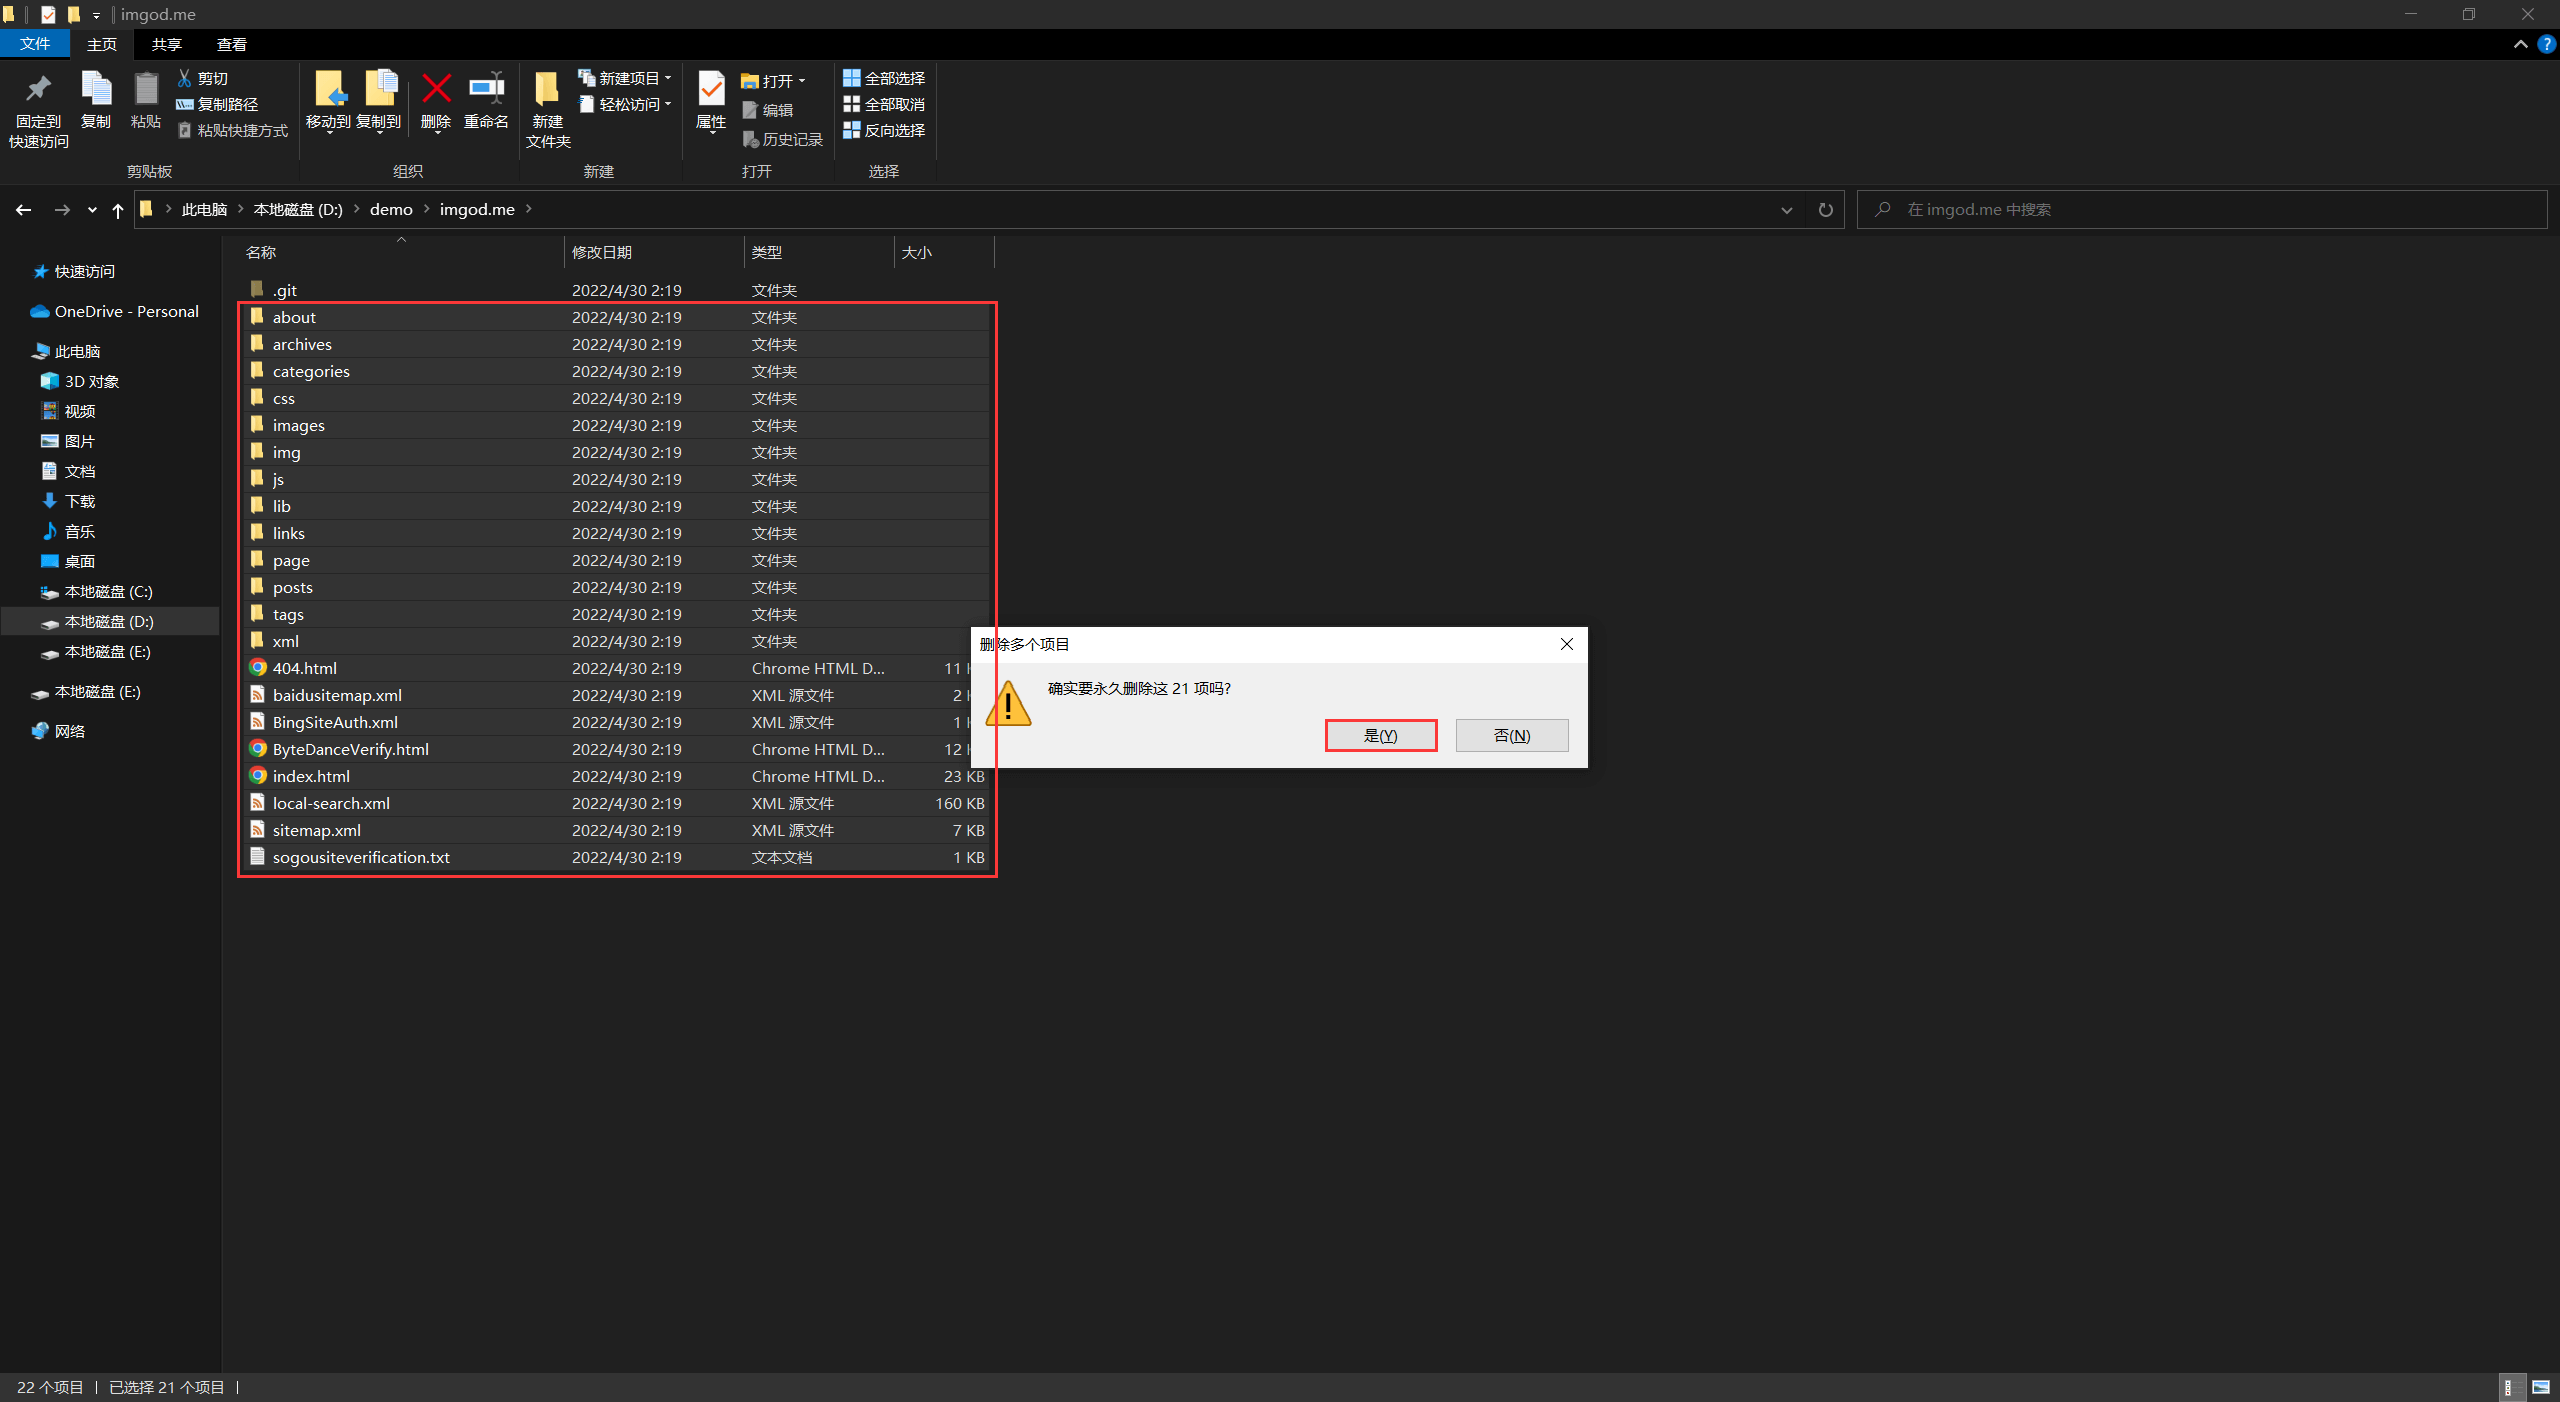 imgod.me
文件 主页 共享 查看
固定到
快速访问
复制
粘贴
剪切
复制路径
粘贴快捷方式
剪贴板
移动到
复制到
删除
重命名
组织
新建
文件夹
新建项目
轻松访问
新建
属性
打开
编辑
历史记录
打开
全部选择
全部取消
反向选择
选择
此电脑 本地磁盘 (D:) demo imgod.me
在 imgod.me 中搜索
快速访问
OneDrive - Personal
此电脑
3D 对象
视频
图片
文档
下载
音乐
桌面
本地磁盘 (C:)
本地磁盘 (D:)
本地磁盘 (E:)
本地磁盘 (E:)
网络
名称 修改日期 类型 大小
.git 2022/4/30 2:19 文件夹
about 2022/4/30 2:19 文件夹
archives 2022/4/30 2:19 文件夹
categories 2022/4/30 2:19 文件夹
css 2022/4/30 2:19 文件夹
images 2022/4/30 2:19 文件夹
img 2022/4/30 2:19 文件夹
js 2022/4/30 2:19 文件夹
lib 2022/4/30 2:19 文件夹
links 2022/4/30 2:19 文件夹
page 2022/4/30 2:19 文件夹
posts 2022/4/30 2:19 文件夹
tags 2022/4/30 2:19 文件夹
xml 2022/4/30 2:19 文件夹
404.html 2022/4/30 2:19 Chrome HTML D... 11
baidusitemap.xml 2022/4/30 2:19 XML 源文件 2
BingSiteAuth.xml 2022/4/30 2:19 XML 源文件 1
ByteDanceVerify.html 2022/4/30 2:19 Chrome HTML D... 12
index.html 2022/4/30 2:19 Chrome HTML D... 23 KB
local-search.xml 2022/4/30 2:19 XML 源文件 160 KB
sitemap.xml 2022/4/30 2:19 XML 源文件 7 KB
sogousiteverification.txt 2022/4/30 2:19 文本文档 1 KB
删除多个项目
确实要永久删除这 21 项吗?
是(Y) 否(N)
22 个项目 已选择 21 个项目